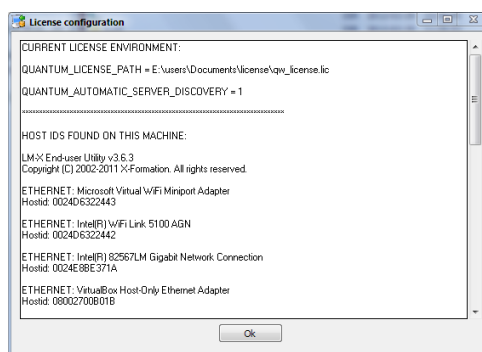 License configuration
CURRENT LICENSE ENVIRONMENT:
QUANTUM_LICENSE_PATH = E:\users\Documents\license\qw_license.lic
QUANTUM_AUTOMATIC_SERVER_DISCOVERY = 1
HOST IDS FOUND ON THIS MACHINE:
LM-X End-user Utility v3.6.3
Copyright (C) 2002-2011 X-Formation. All rights reserved.
ETHERNET: Microsoft Virtual WiFi Miniport Adapter
Hostid: 0024D6322443
ETHERNET: Intel(R) WiFi Link 5100 AGN
Hostid: 0024D6322442
ETHERNET: Intel(R) 82567LM Gigabit Network Connection
Hostid: 0024E8BE371A
ETHERNET: VirtualBox Host-Only Ethernet Adapter
Hostid: 08002700B01B
Ok